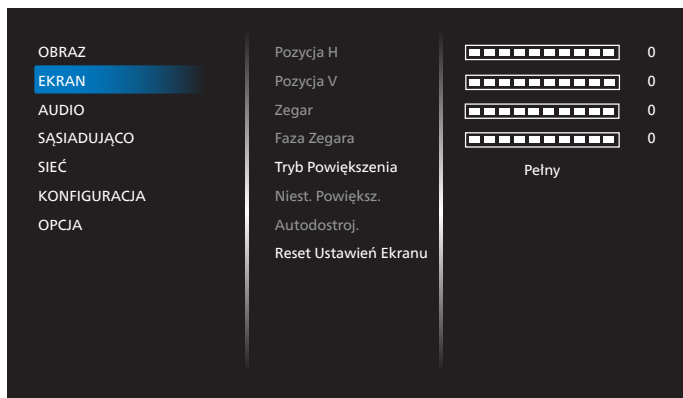 OBRAZ
EKRAN
AUDIO
SĄSIADUJĄCO
SIEĆ
KONFIGURACJA
OPCJA
Pozycja H 0
Pozycja V 0
Zegar 0
Faza Zegara 0
Tryb Powiększenia Pełny
Niest. Powiększ.
Autodostroj.
Reset Ustawień Ekranu